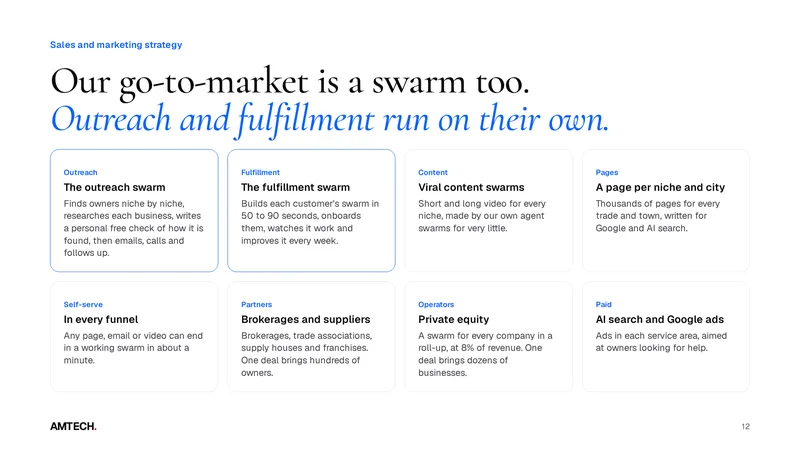 Sales and marketing strategy
Our go-to-market is a swarm too.
Outreach and fulfillment run on their own.
Outreach
The outreach swarm
Finds owners niche by niche,
researches each business, writes
a personal free check of how it is
found, then emails, calls and
follows up.
Fulfillment
The fulfillment swarm
Builds each customer's swarm in
50 to 90 seconds, onboards
them, watches it work and
improves it every week.
Content
Viral content swarms
Short and long video for every
niche, made by our own agent
swarms for very little.
Pages
A page per niche and city
Thousands of pages for every
trade and town, written for
Google and AI search.
Self-serve
In every funnel
Any page, email or video can end
in a working swarm in about a
minute.
Partners
Brokerages and suppliers
Brokerages, trade associations,
supply houses and franchises.
One deal brings hundreds of
owners.
Operators
Private equity
A swarm for every company in a
roll-up, at 8% of revenue. One
deal brings dozens of
businesses.
Paid
AI search and Google ads
Ads in each service area, aimed
at owners looking for help.
AMTECH.
12